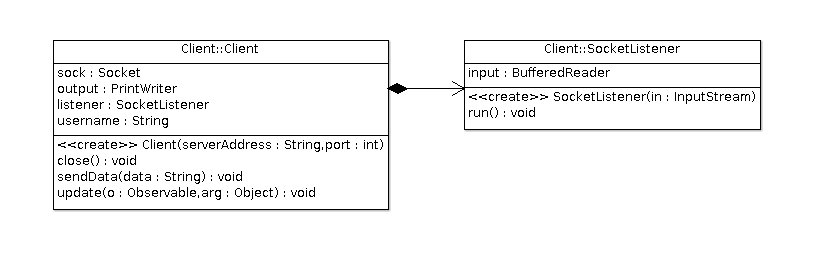 Client::Client
sock : Socket
output : PrintWriter
listener : SocketListener
username : String
<<create>> Client(serverAddress : String,port : int)
close() : void
sendData(data : String) : void
update(o : Observable,arg : Object) : void
Client::SocketListener
input : BufferedReader
<<create>> SocketListener(in : InputStream)
run() : void